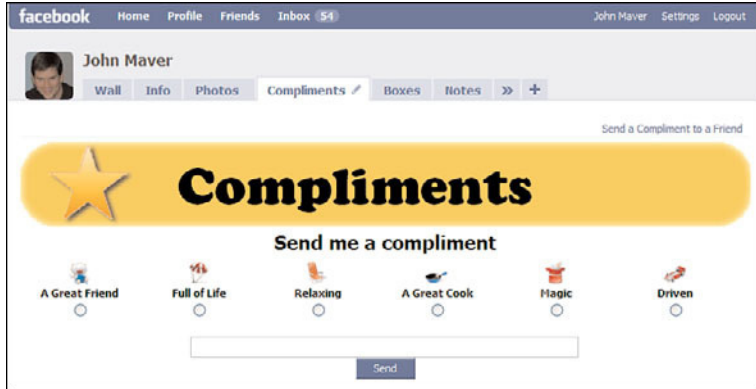 facebook Home Profile Friends Inbox 54 John Maver Settings Logout
John Maver
Wall Info Photos Compliments Boxes Notes » +
Send a Compliment to a Friend
Compliments
Send me a compliment
A Great Friend Full of Life Relaxing A Great Cook Magic Driven
Send